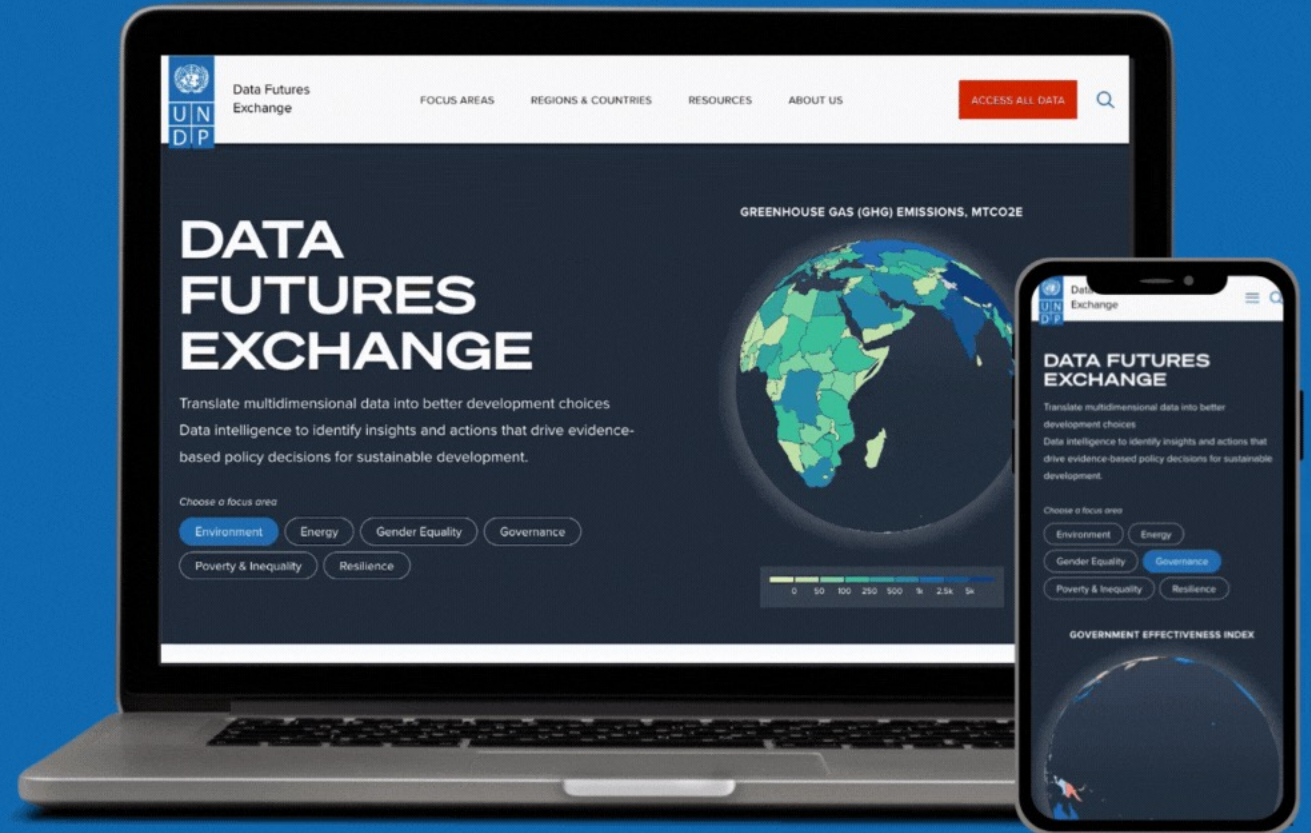 UN
DP
Data Futures
Exchange
FOCUS AREAS
REGIONS & COUNTRIES
RESOURCES
ABOUT US
ACCESS ALL DATA
DATA
FUTURES
EXCHANGE
Translate multidimensional data into better development choices
Data intelligence to identify insights and actions that drive evidence-
based policy decisions for sustainable development.
Choose a focus area
Environment
Energy
Gender Equality
Governance
Poverty & Inequality
Resilience
GREENHOUSE GAS (GHG) EMISSIONS, MTCO2E
0 50 100 250 500 1k 2.5k 5k
UN
DP
Exchange
DATA FUTURES
EXCHANGE
Translate multidimensional data into better
development choices
Data intelligence to identify insights and actions that
drive evidence-based policy decisions for sustainable
development.
Choose a focus area
Environment
Energy
Gender Equality
Governance
Poverty & Inequality
Resilience
GOVERNMENT EFFECTIVENESS INDEX